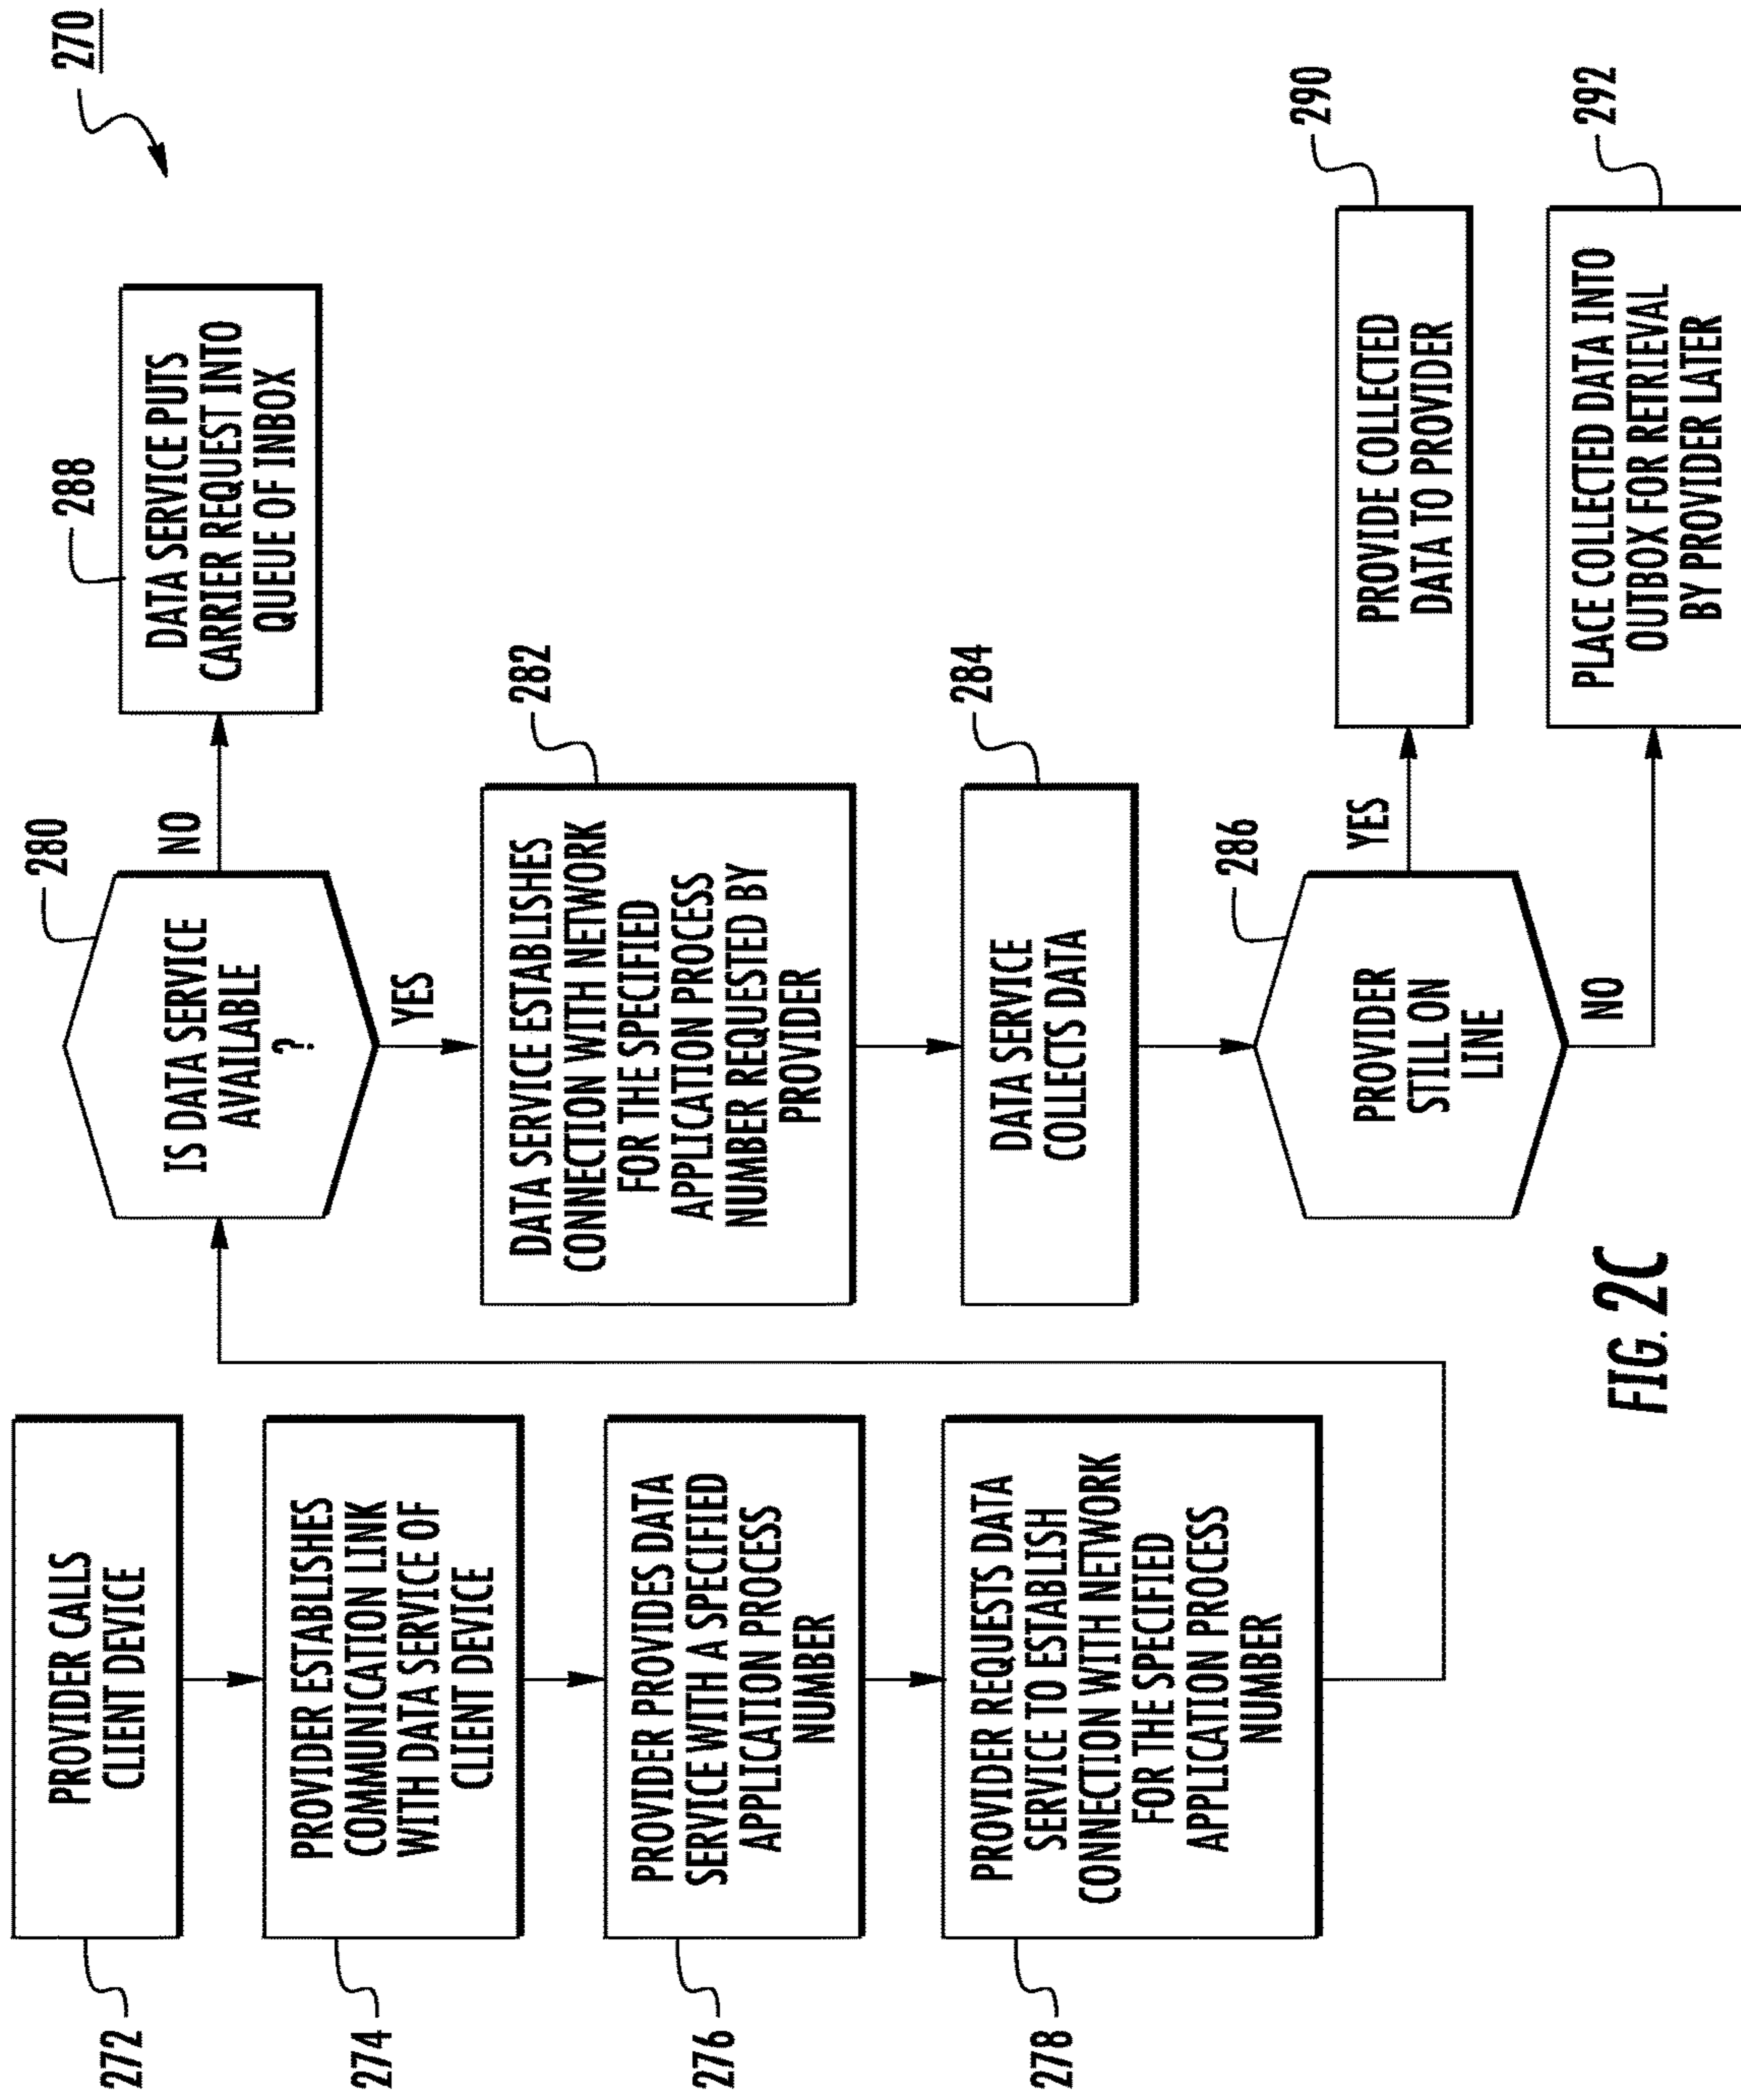 270
272
PROVIDER CALLS
CLIENT DEVICE
274
PROVIDER ESTABLISHES
COMMUNICATION LINK
WITH DATA SERVICE OF
CLIENT DEVICE
276
PROVIDER PROVIDES DATA
SERVICE WITH A SPECIFIED
APPLICATION PROCESS
NUMBER
278
PROVIDER REQUESTS DATA
SERVICE TO ESTABLISH
CONNECTION WITH NETWORK
FOR THE SPECIFIED
APPLICATION PROCESS
NUMBER
280
IS DATA SERVICE
AVAILABLE
?
NO
288
DATA SERVICE PUTS
CARRIER REQUEST INTO
QUEUE OF INBOX
YES
282
DATA SERVICE ESTABLISHES
CONNECTION WITH NETWORK
FOR THE SPECIFIED
APPLICATION PROCESS
NUMBER REQUESTED BY
PROVIDER
284
DATA SERVICE
COLLECTS DATA
286
PROVIDER
STILL ON
LINE
YES
290
PROVIDE COLLECTED
DATA TO PROVIDER
NO
292
PLACE COLLECTED DATA INTO
OUTBOX FOR RETRIEVAL
BY PROVIDER LATER
FIG. 2C